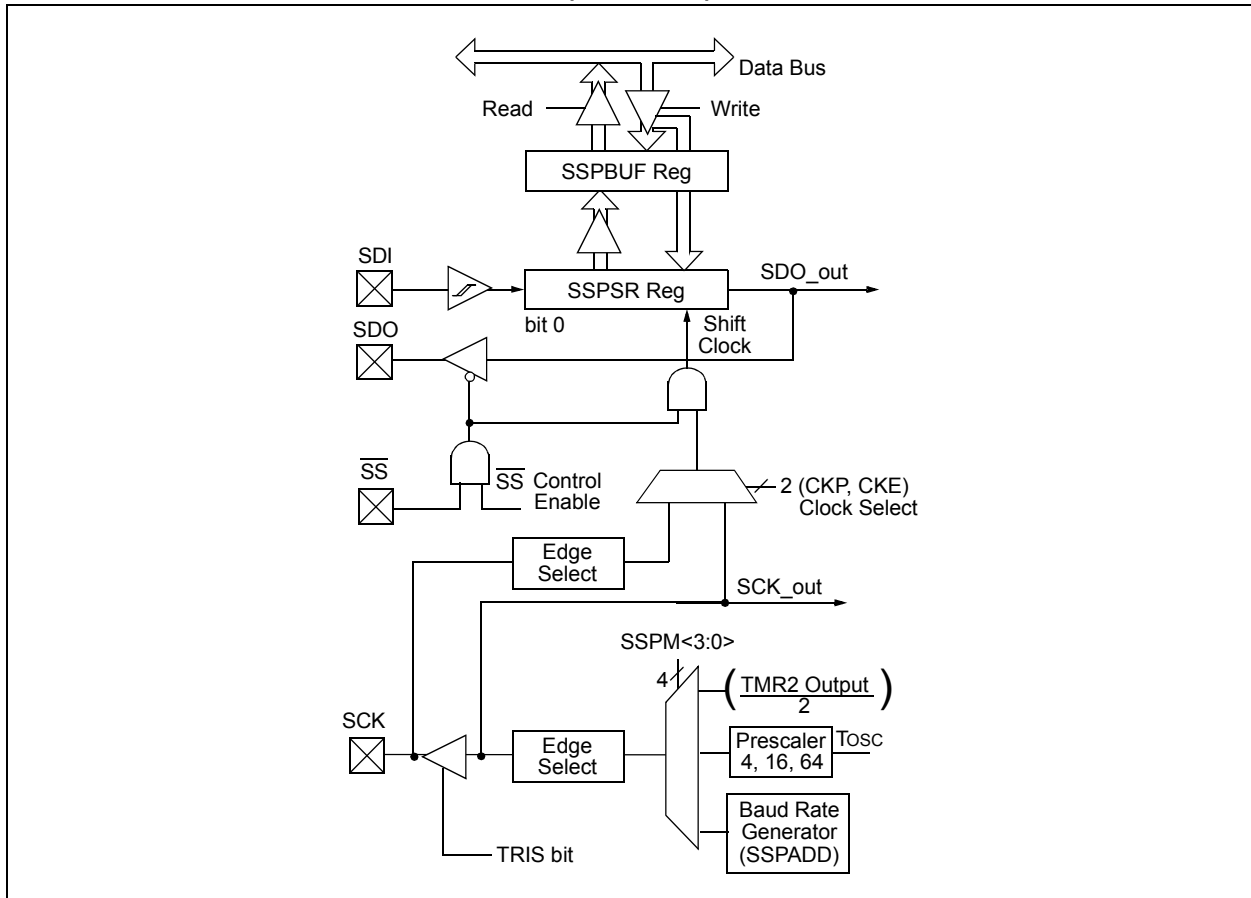 Data Bus
Read
Write
SSPBUF Reg
SDI
SSPSR Reg
SDO_out
bit 0
Shift
Clock
SDO
SS
SS Control
Enable
2 (CKP, CKE)
Clock Select
Edge
Select
SCK_out
SSPM<3:0>
4
(TMR2 Output)
2
SCK
Edge
Select
Prescaler
4, 16, 64
TOSC
Baud Rate
Generator
(SSPADD)
TRIS bit